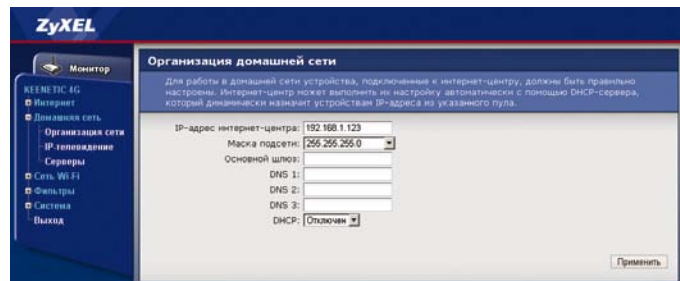 ZyXEL
Монитор
KEENETIC 4G
Интернет
Домашняя сеть
Организация сети
IP-телевидение
Серверы
Сеть Wi-Fi
Фильтры
Система
Выход
Организация домашней сети
Для работы в домашней сети устройства, подключенные к интернет-центру, должны быть правильно
настроены. Интернет-центр может выполнить их настройку автоматически с помощью DHCP-сервера,
который динамически назначит устройствам IP-адреса из указанного пула.
IP-адрес интернет-центра: 192.168.1.123
Маска подсети: 255.255.255.0
Основной шлюз:
DNS 1:
DNS 2:
DNS 3:
DHCP: Отключен
Применить